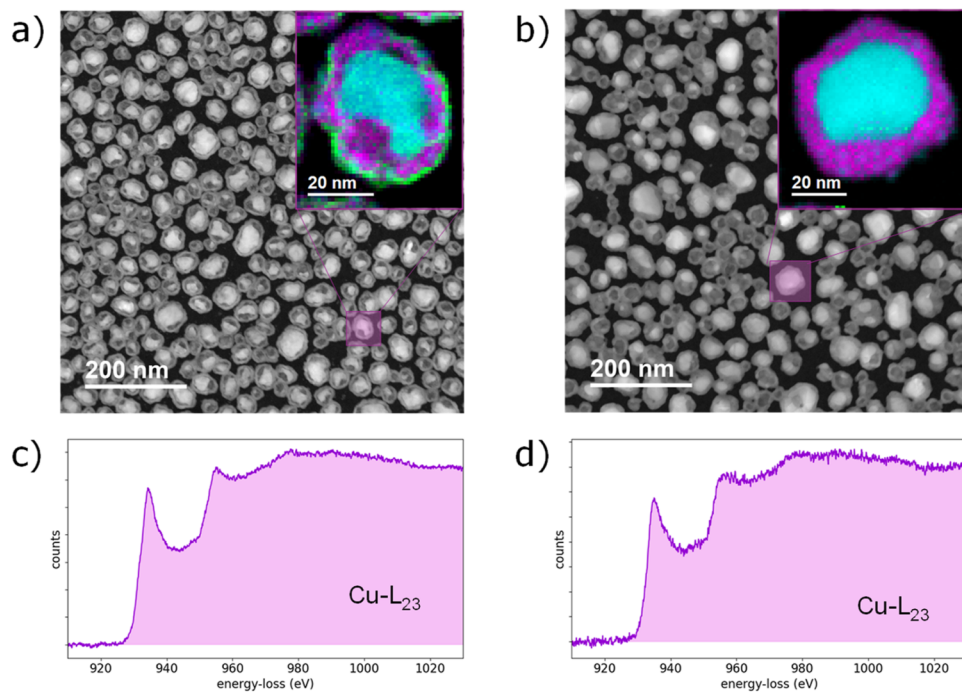 a)
20 nm
200 nm
b)
20 nm
200 nm
c)
counts
Cu-L23
920 940 960 980 1000 1020
energy-loss (eV)
d)
counts
Cu-L23
920 940 960 980 1000 1020
energy-loss (eV)